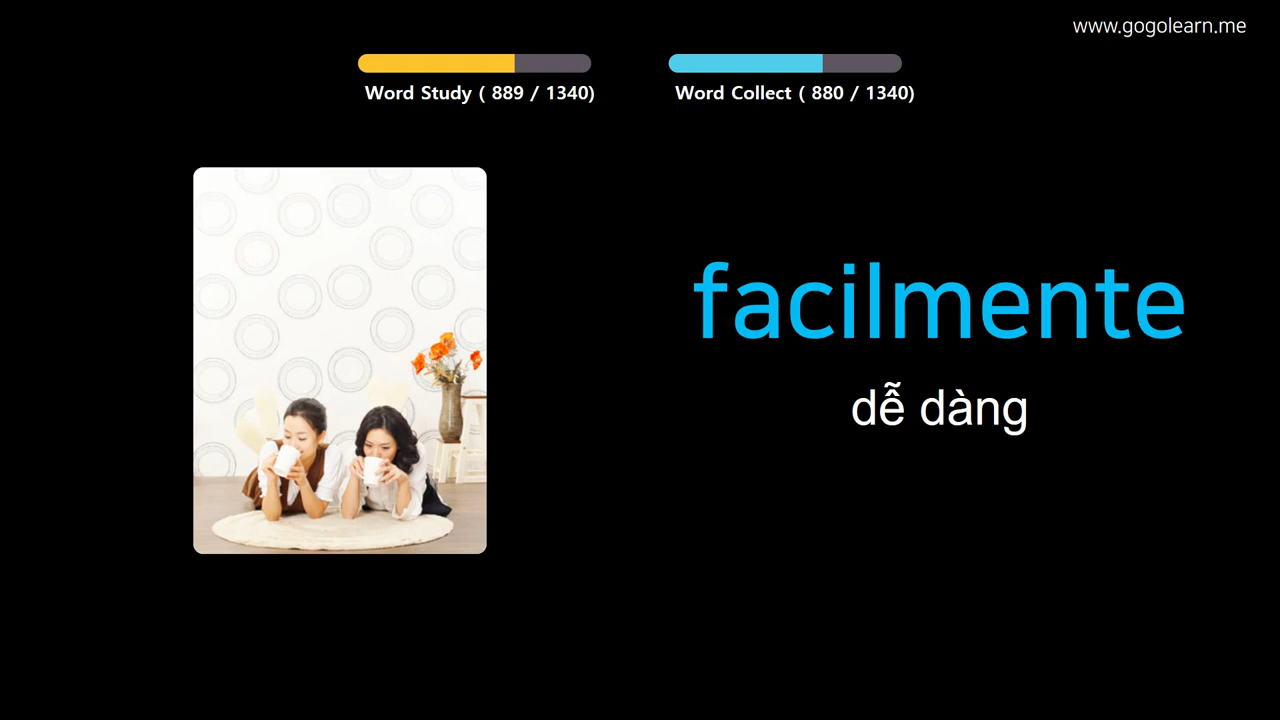 www.gogolearn.me
Word Study ( 889 / 1340)
Word Collect ( 880 / 1340)
facilmente
dễ dàng